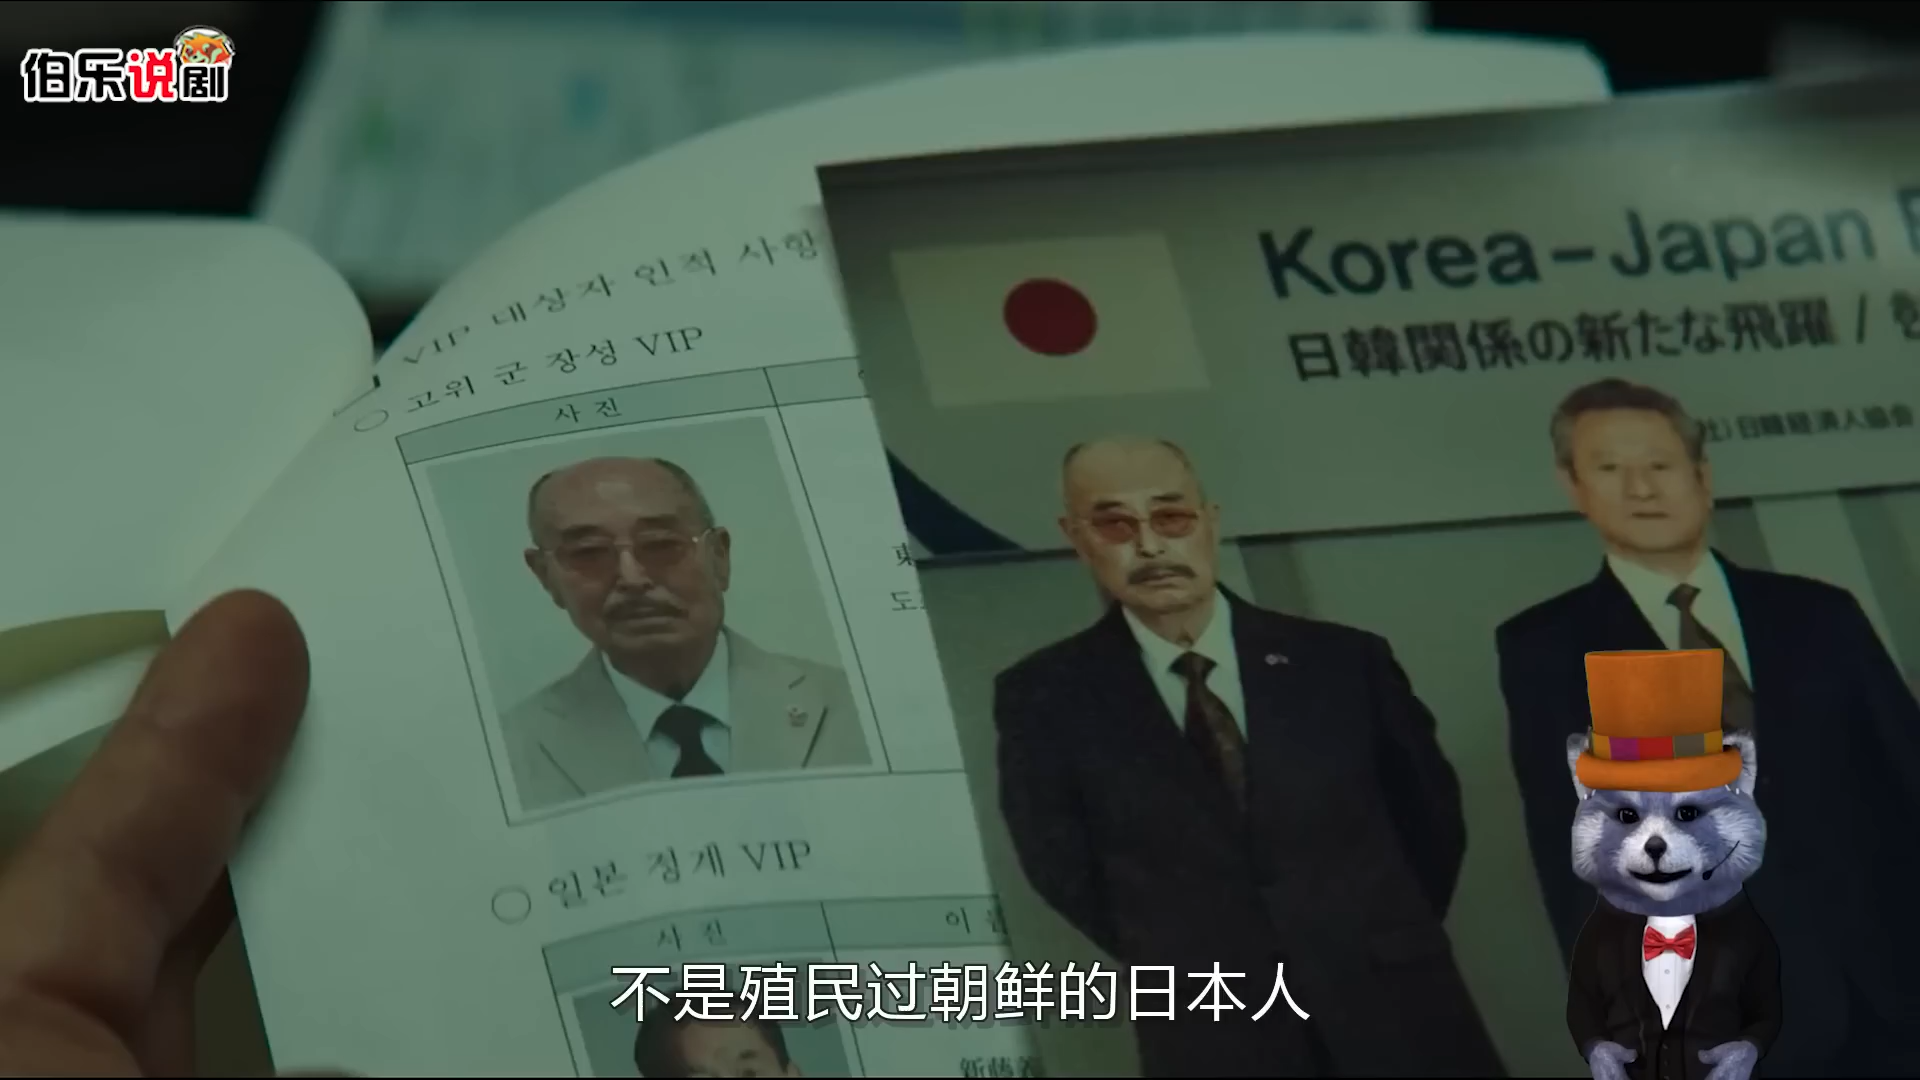 伯乐说剧
VIP 대상자 인적 사항
고위 군 장성 VIP
사 진
일본 정계 VIP
사 진
이
Korea-Japan
日韓関係の新たな飛躍 /
社)日韓経済人協会
不是殖民过朝鲜的日本人